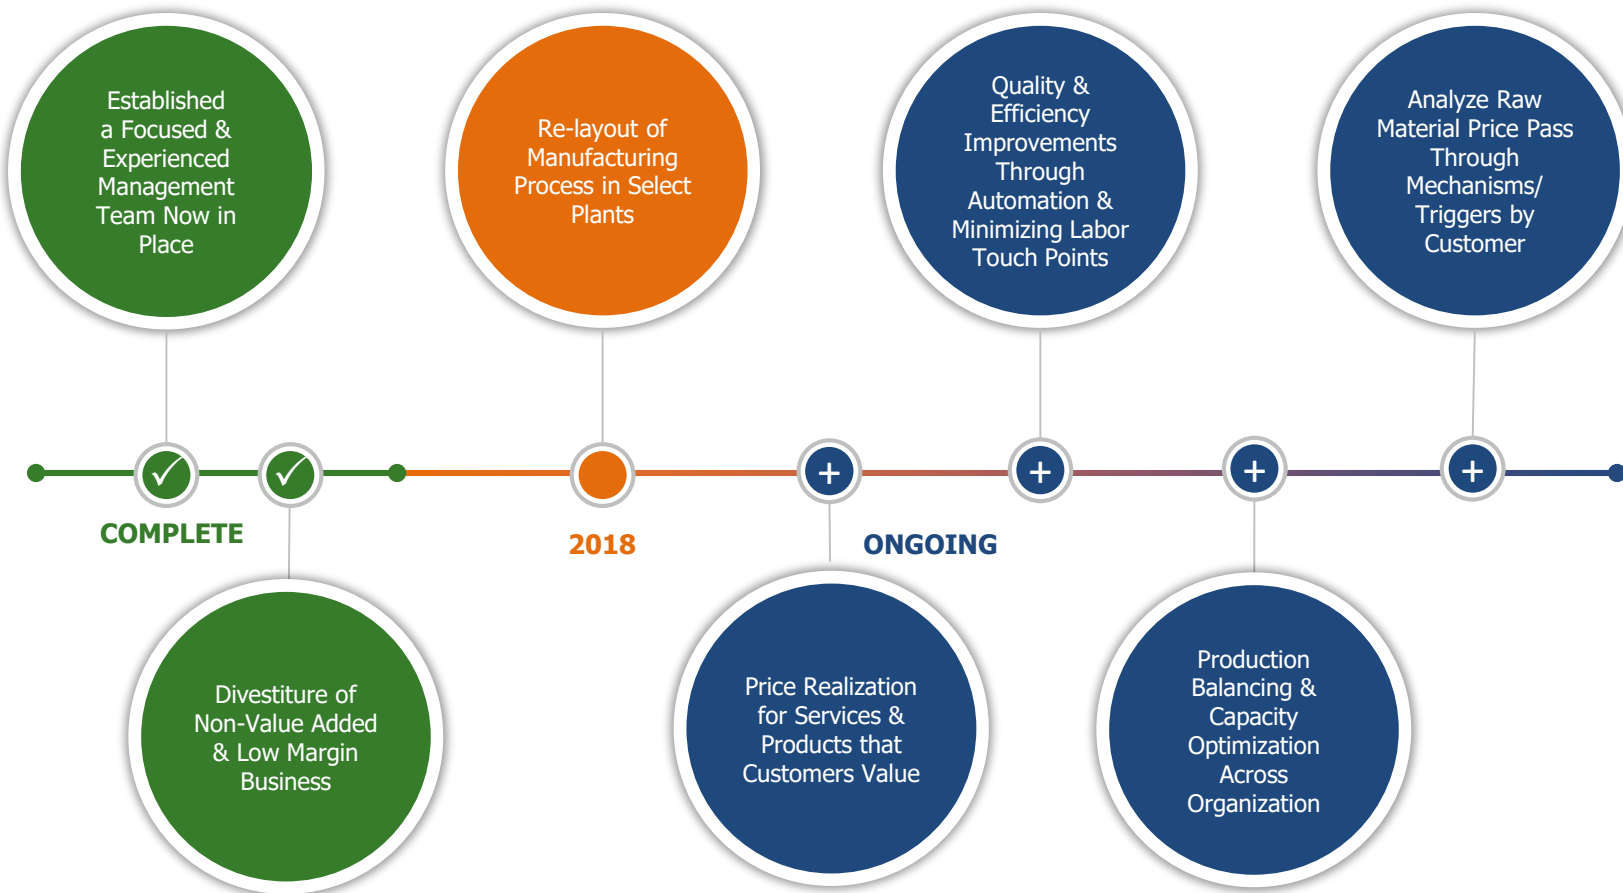 Established
a Focused &
Experienced
Management
Team Now in
Place
Re-layout of
Manufacturing
Process in Select
Plants
Quality &
Efficiency
Improvements
Through
Automation &
Minimizing Labor
Touch Points
Analyze Raw
Material Price Pass
Through
Mechanisms/
Triggers by
Customer
COMPLETE
2018
ONGOING
Divestiture of
Non-Value Added
& Low Margin
Business
Price Realization
for Services &
Products that
Customers Value
Production
Balancing &
Capacity
Optimization
Across
Organization